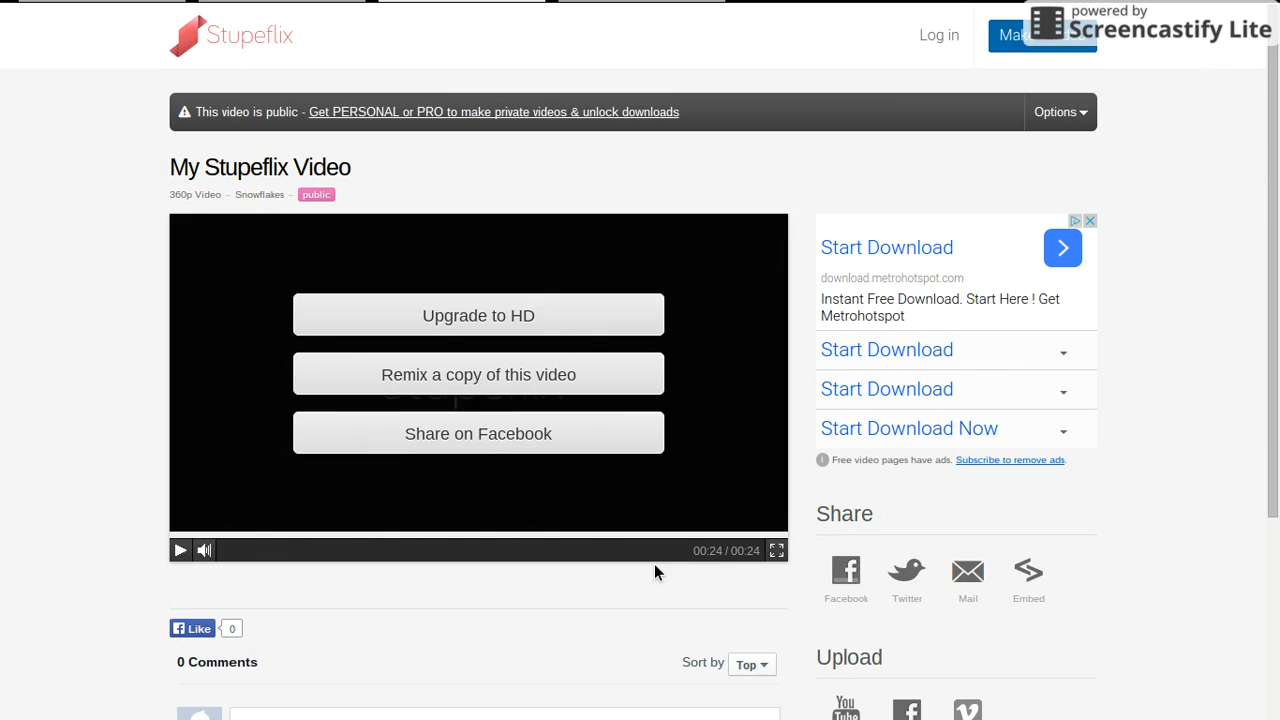 powered by
Screencastify Lite
Stupeflix
Log in
This video is public - Get PERSONAL or PRO to make private videos & unlock downloads
Options
My Stupeflix Video
360p Video – Snowflakes – public
Upgrade to HD
Remix a copy of this video
Share on Facebook
00:24 / 00:24
Start Download
download.metrohotspot.com
Instant Free Download. Start Here ! Get
Metrohotspot
Start Download
Start Download
Start Download Now
Free video pages have ads. Subscribe to remove ads.
Share
Facebook
Twitter
Mail
Embed
Like
0
0 Comments
Sort by
Top
Upload
You
Tube